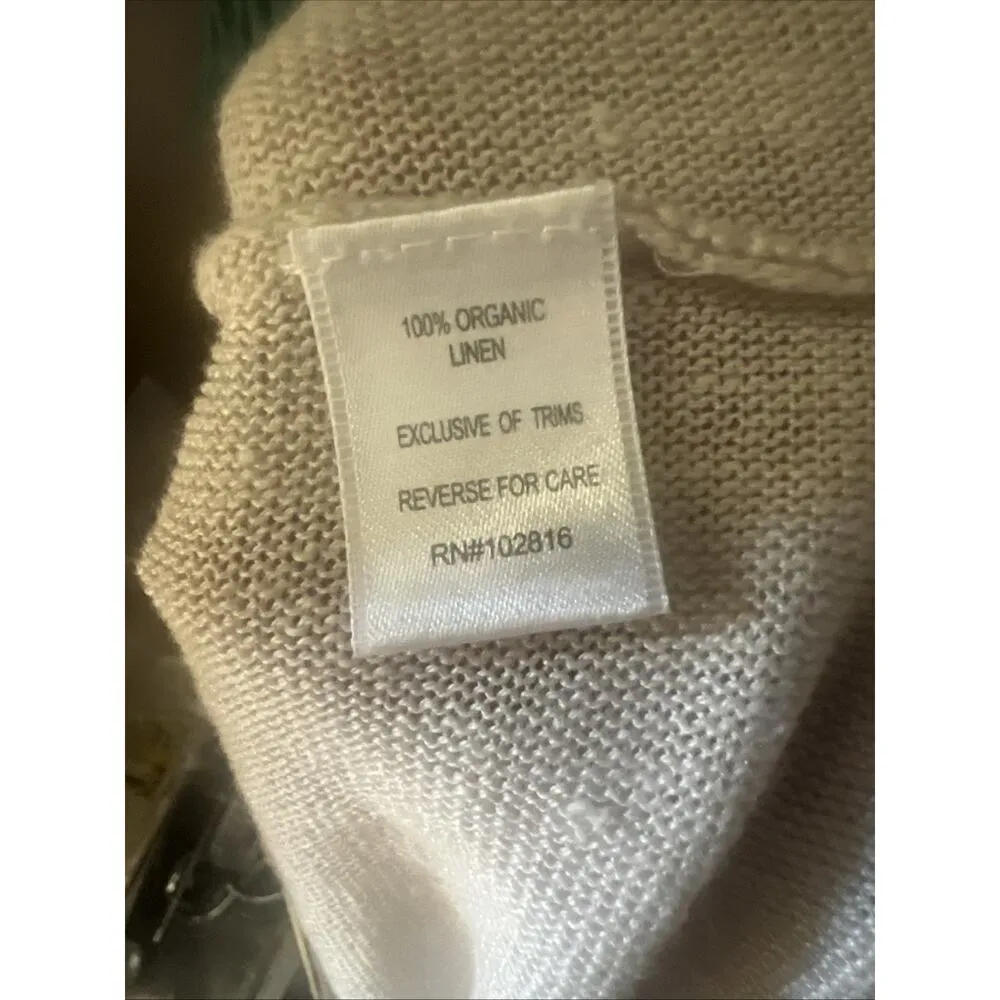 100% ORGANIC
LINEN
EXCLUSIVE OF TRIMS
REVERSE FOR CARE
RN#102816